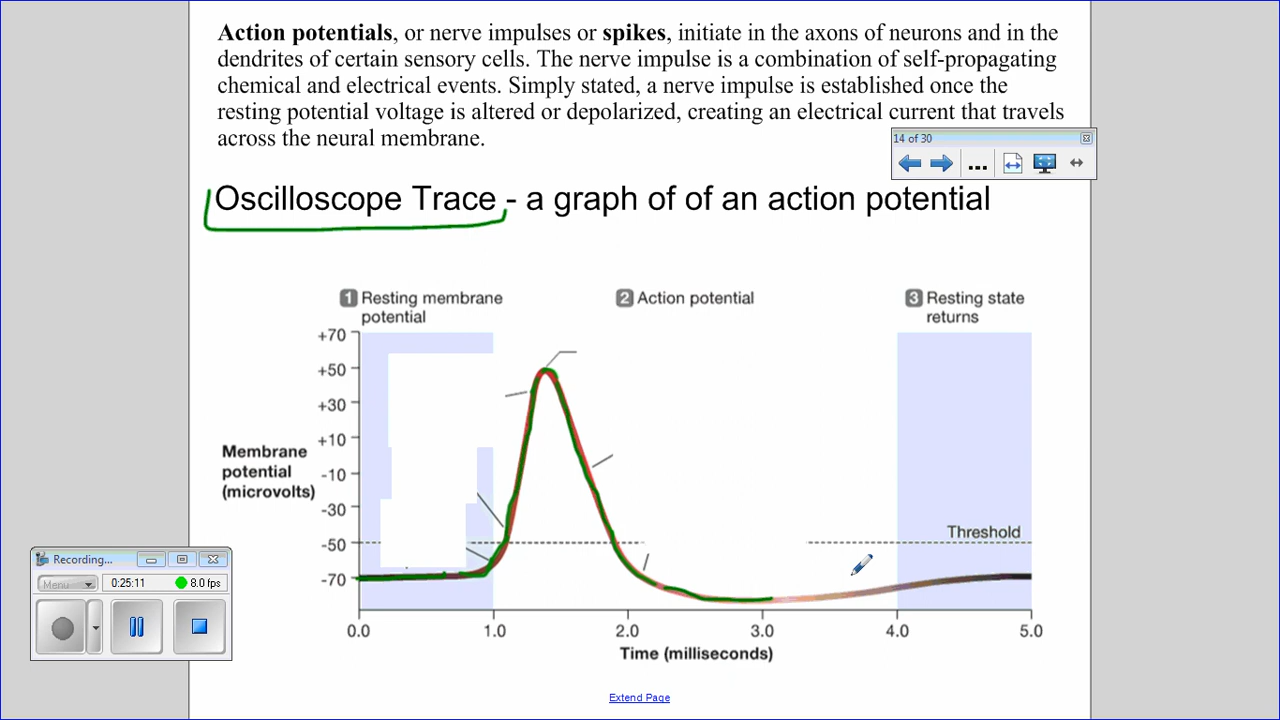 Action potentials, or nerve impulses or spikes, initiate in the axons of neurons and in the
dendrites of certain sensory cells. The nerve impulse is a combination of self-propagating
chemical and electrical events. Simply stated, a nerve impulse is established once the
resting potential voltage is altered or depolarized, creating an electrical current that travels
across the neural membrane.
14 of 30
Oscilloscope Trace - a graph of of an action potential
1 Resting membrane
potential
2 Action potential
3 Resting state
returns
+70
+50
+30
+10
-10
-30
-50
-70
Membrane
potential
(microvolts)
Threshold
0.0 1.0 2.0 3.0 4.0 5.0
Time (milliseconds)
Recording...
Menu 0:25:11 8.0 fps
Extend Page